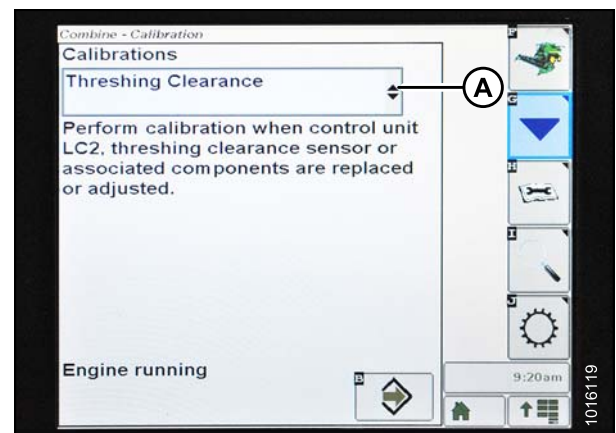 Combine - Calibration
Calibrations
Threshing Clearance
A
Perform calibration when control unit
LC2, threshing clearance sensor or
associated components are replaced
or adjusted.
Engine running
B
F
G
H
I
J
9:20am
1016119